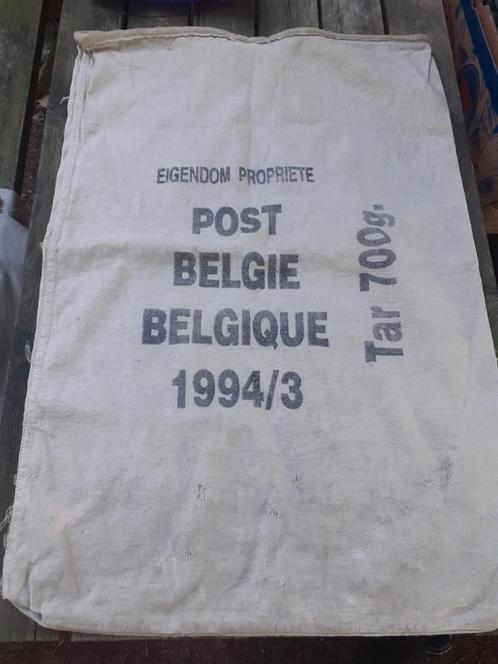 EIGENDOM PROPRIETE
POST
BELGIE
BELGIQUE
1994/3
Tar 700g.